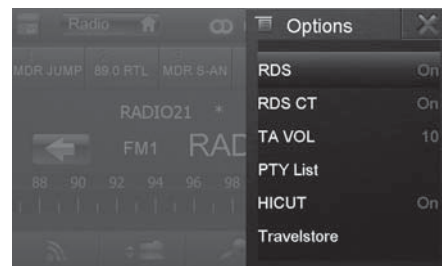 Radio
Options
MDR JUMP 89.0 RTL MDR S-AN
RDS On
RADIO21 *
RDS CT On
FM1 RAD
TA VOL 10
88 90 92 94 96 98
PTY List
HICUT On
Travelstore